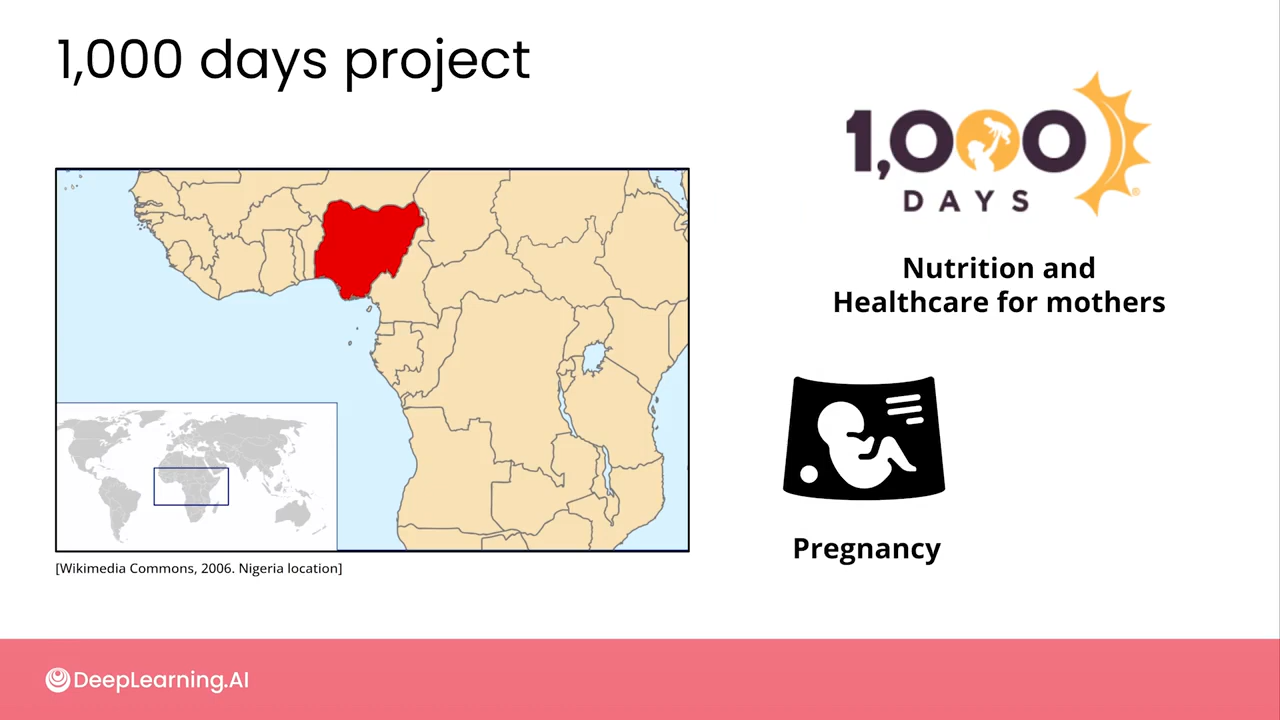 1,000 days project
1,000
DAYS
Nutrition and
Healthcare for mothers
Pregnancy
[Wikimedia Commons, 2006. Nigeria location]
DeepLearning.AI